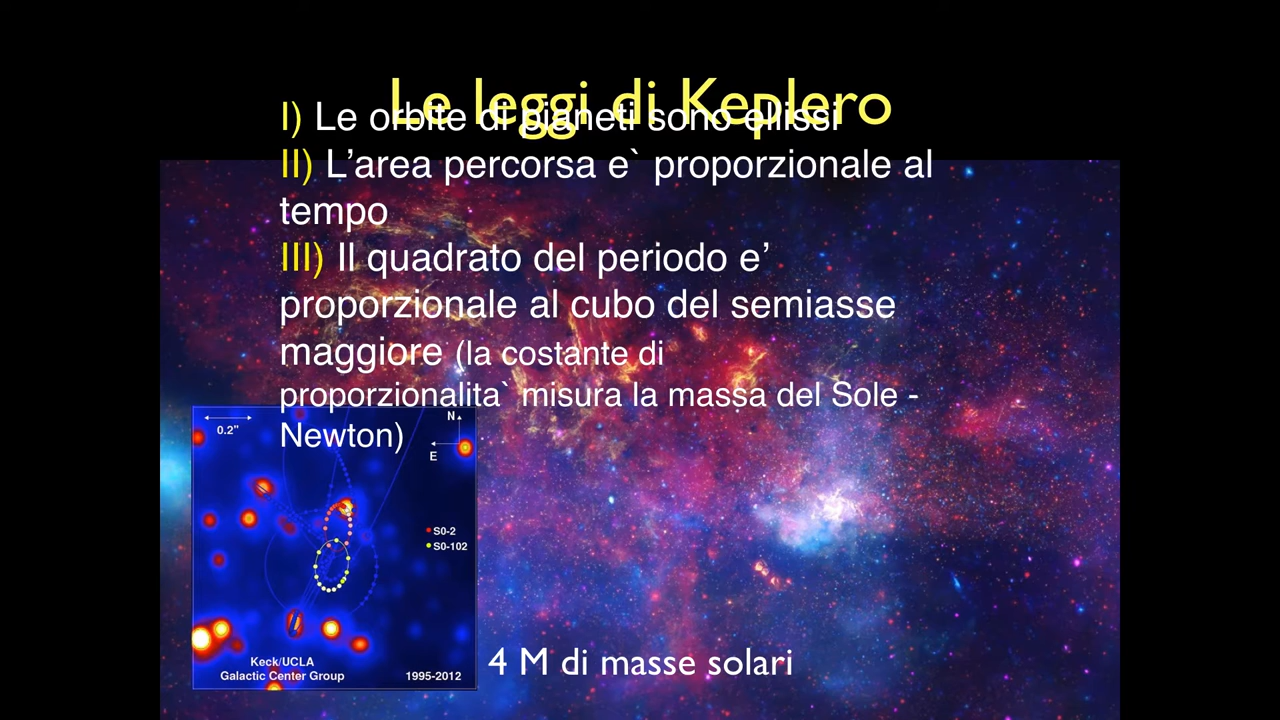 Le leggi di Keplero
I) Le orbite di pianeti sono ellissi
II) L’area percorsa e` proporzionale al
tempo
III) Il quadrato del periodo e’
proporzionale al cubo del semiasse
maggiore (la costante di
proporzionalita` misura la massa del Sole -
Newton)
0.2"
N
E
S0-2
S0-102
Keck/UCLA
Galactic Center Group
1995-2012
4 M di masse solari